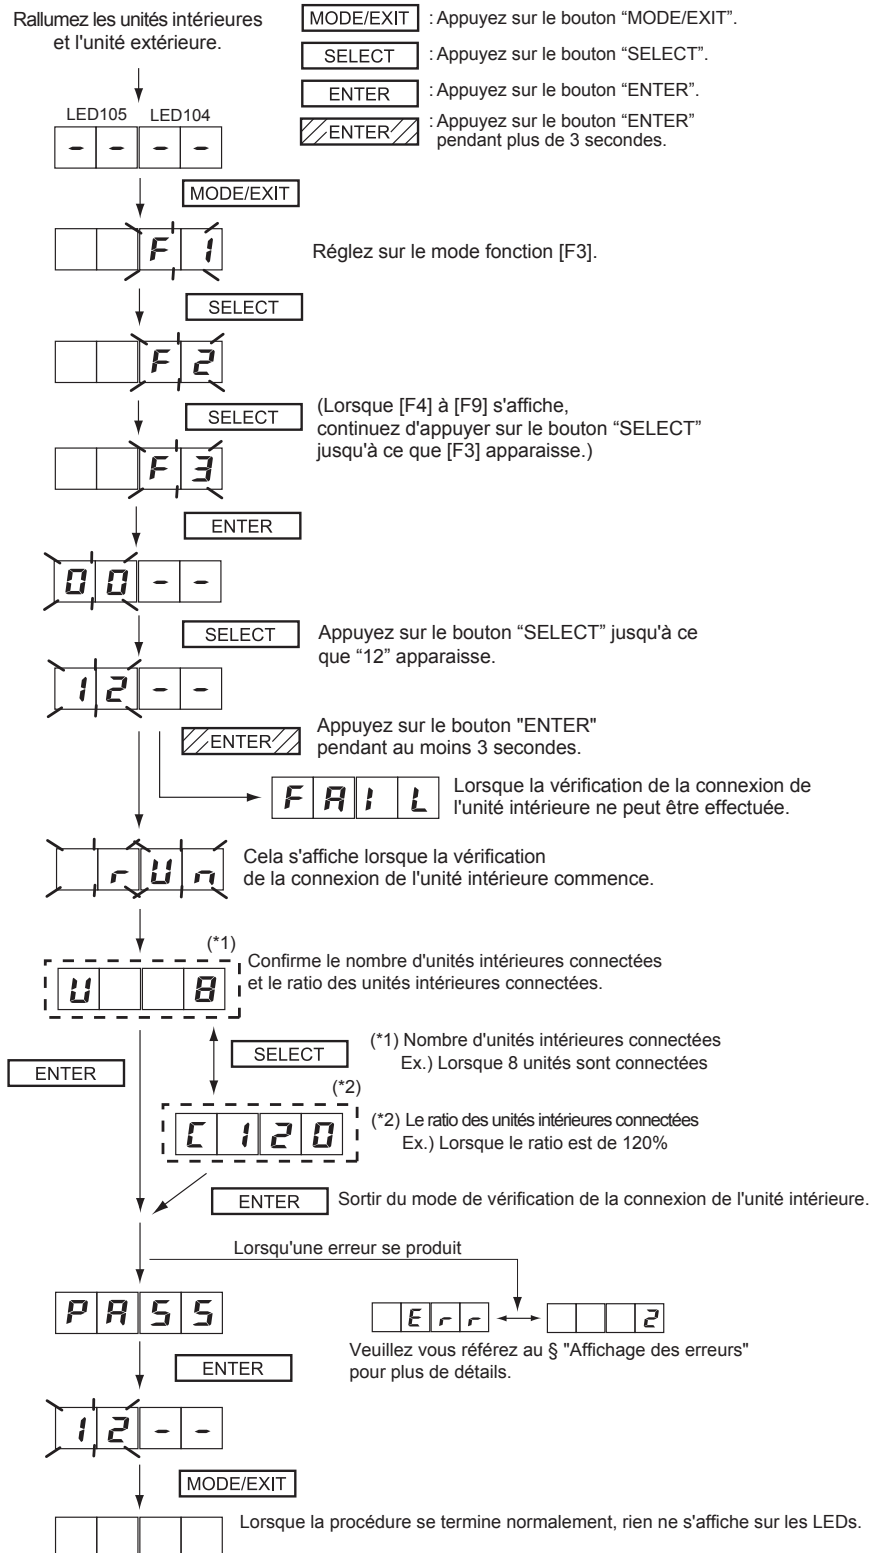 Rallumez les unités intérieures
et l'unité extérieure.
MODE/EXIT : Appuyez sur le bouton “MODE/EXIT”.
SELECT : Appuyez sur le bouton “SELECT”.
ENTER : Appuyez sur le bouton “ENTER”.
ENTER : Appuyez sur le bouton “ENTER”
pendant plus de 3 secondes.
LED105 LED104
- - - -
MODE/EXIT
F 1
Réglez sur le mode fonction [F3].
SELECT
F 2
SELECT
(Lorsque [F4] à [F9] s'affiche,
continuez d'appuyer sur le bouton “SELECT”
jusqu'à ce que [F3] apparaisse.)
F 3
ENTER
0 0 - -
SELECT
Appuyez sur le bouton “SELECT” jusqu'à ce
que “12” apparaisse.
1 2 - -
ENTER
Appuyez sur le bouton "ENTER"
pendant au moins 3 secondes.
F A I L
Lorsque la vérification de la connexion de
l'unité intérieure ne peut être effectuée.
r U n
Cela s'affiche lorsque la vérification
de la connexion de l'unité intérieure commence.
(*1)
U 8
Confirme le nombre d'unités intérieures connectées
et le ratio des unités intérieures connectées.
ENTER
SELECT
(*1) Nombre d'unités intérieures connectées
Ex.) Lorsque 8 unités sont connectées
(*2)
C 1 2 0
(*2) Le ratio des unités intérieures connectées
Ex.) Lorsque le ratio est de 120%
ENTER Sortir du mode de vérification de la connexion de l'unité intérieure.
Lorsqu'une erreur se produit
P A S S
E r r
2
Veuillez vous référez au § "Affichage des erreurs"
pour plus de détails.
ENTER
1 2 - -
MODE/EXIT
Lorsque la procédure se termine normalement, rien ne s'affiche sur les LEDs.